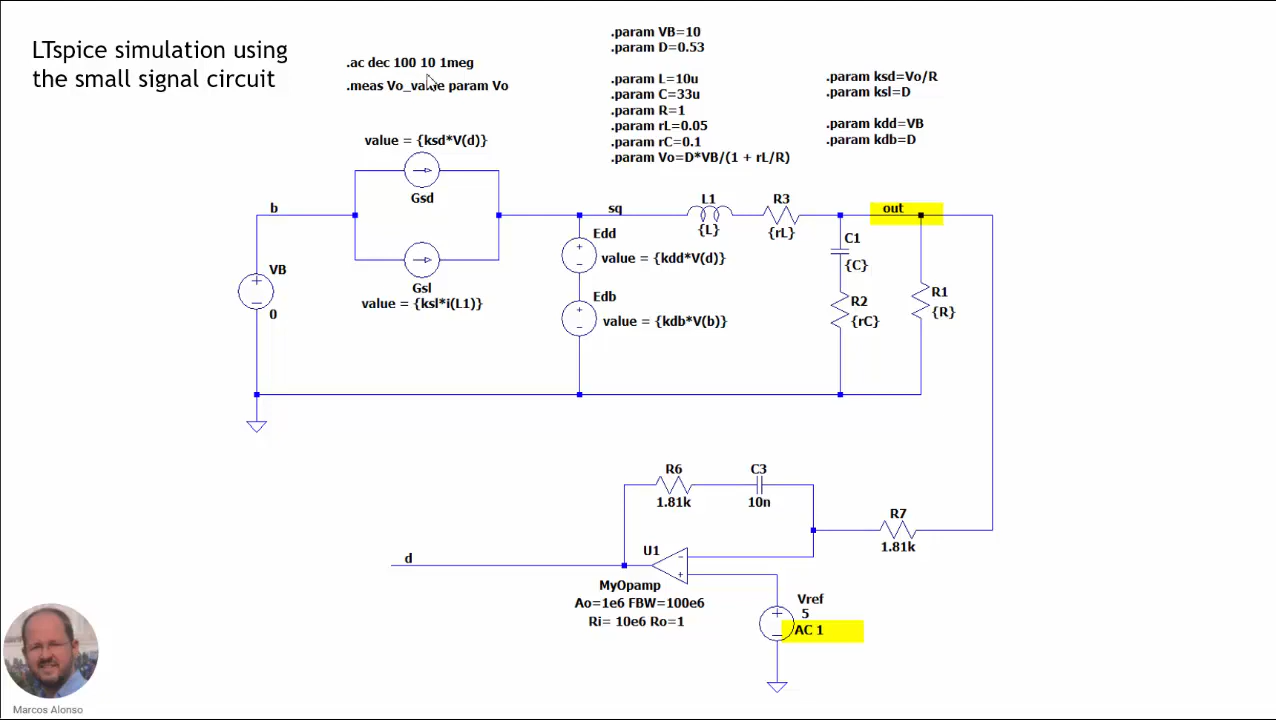 LTspice simulation using
the small signal circuit
.ac dec 100 10 1meg
.meas Vo_value param Vo
.param VB=10
.param D=0.53
.param L=10u
.param C=33u
.param R=1
.param rL=0.05
.param rC=0.1
.param Vo=D*VB/(1 + rL/R)
.param ksd=Vo/R
.param ksl=D
.param kdd=VB
.param kdb=D
value = {ksd*V(d)}
Gsd
b
Gsl
value = {ksl*i(L1)}
VB
0
sq
Edd
value = {kdd*V(d)}
Edb
value = {kdb*V(b)}
L1
{L}
R3
{rL}
out
C1
{C}
R2
{rC}
R1
{R}
R6
1.81k
C3
10n
R7
1.81k
d
U1
MyOpamp
Ao=1e6 FBW=100e6
Ri= 10e6 Ro=1
Vref
5
AC 1
Marcos Alonso